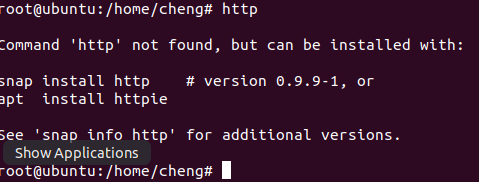 root@ubuntu:/home/cheng# http
Command 'http' not found, but can be installed with:
snap install http    # version 0.9.9-1, or
apt  install httpie
See 'snap info http' for additional versions.
Show Applications
root@ubuntu:/home/cheng#